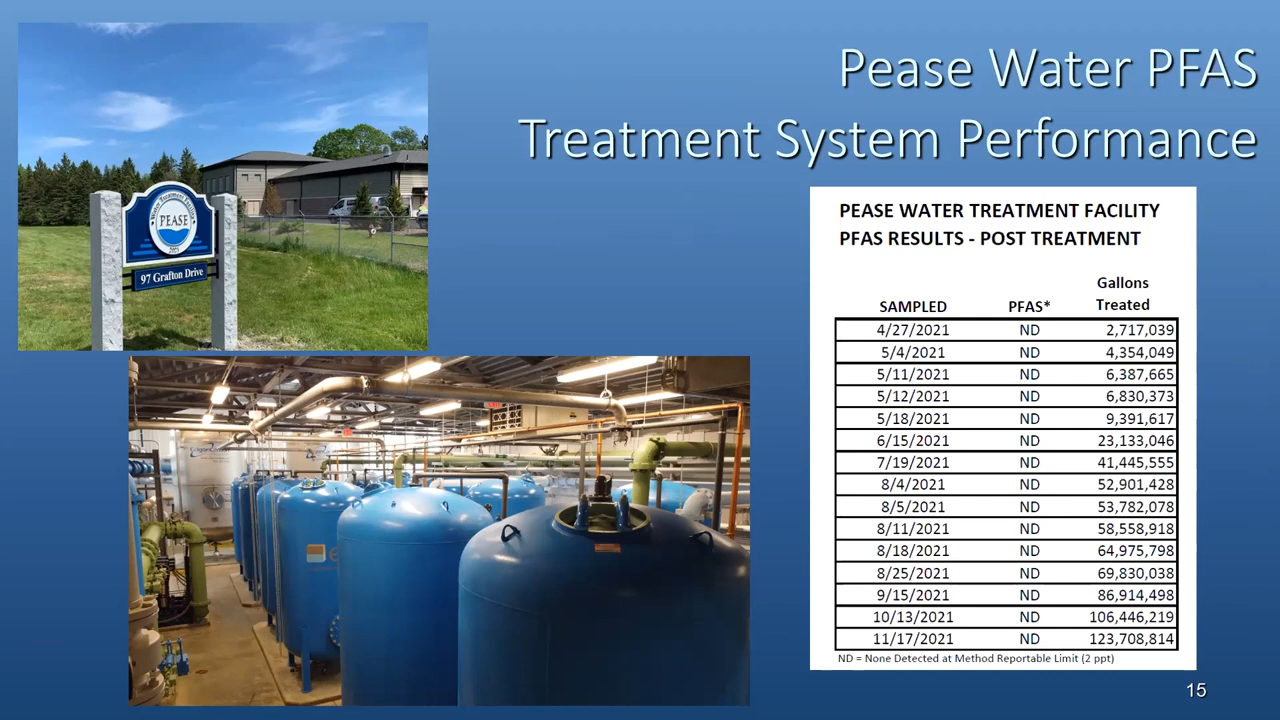 Pease Water PFAS
Treatment System Performance
Water Treatment Facility
PEASE
97 Grafton Drive
PEASE WATER TREATMENT FACILITY
PFAS RESULTS - POST TREATMENT
SAMPLED PFAS* Gallons Treated
4/27/2021 ND 2,717,039
5/4/2021 ND 4,354,049
5/11/2021 ND 6,387,665
5/12/2021 ND 6,830,373
5/18/2021 ND 9,391,617
6/15/2021 ND 23,133,046
7/19/2021 ND 41,445,555
8/4/2021 ND 52,901,428
8/5/2021 ND 53,782,078
8/11/2021 ND 58,558,918
8/18/2021 ND 64,975,798
8/25/2021 ND 69,830,038
9/15/2021 ND 86,914,498
10/13/2021 ND 106,446,219
11/17/2021 ND 123,708,814
ND = None Detected at Method Reportable Limit (2 ppt)
15